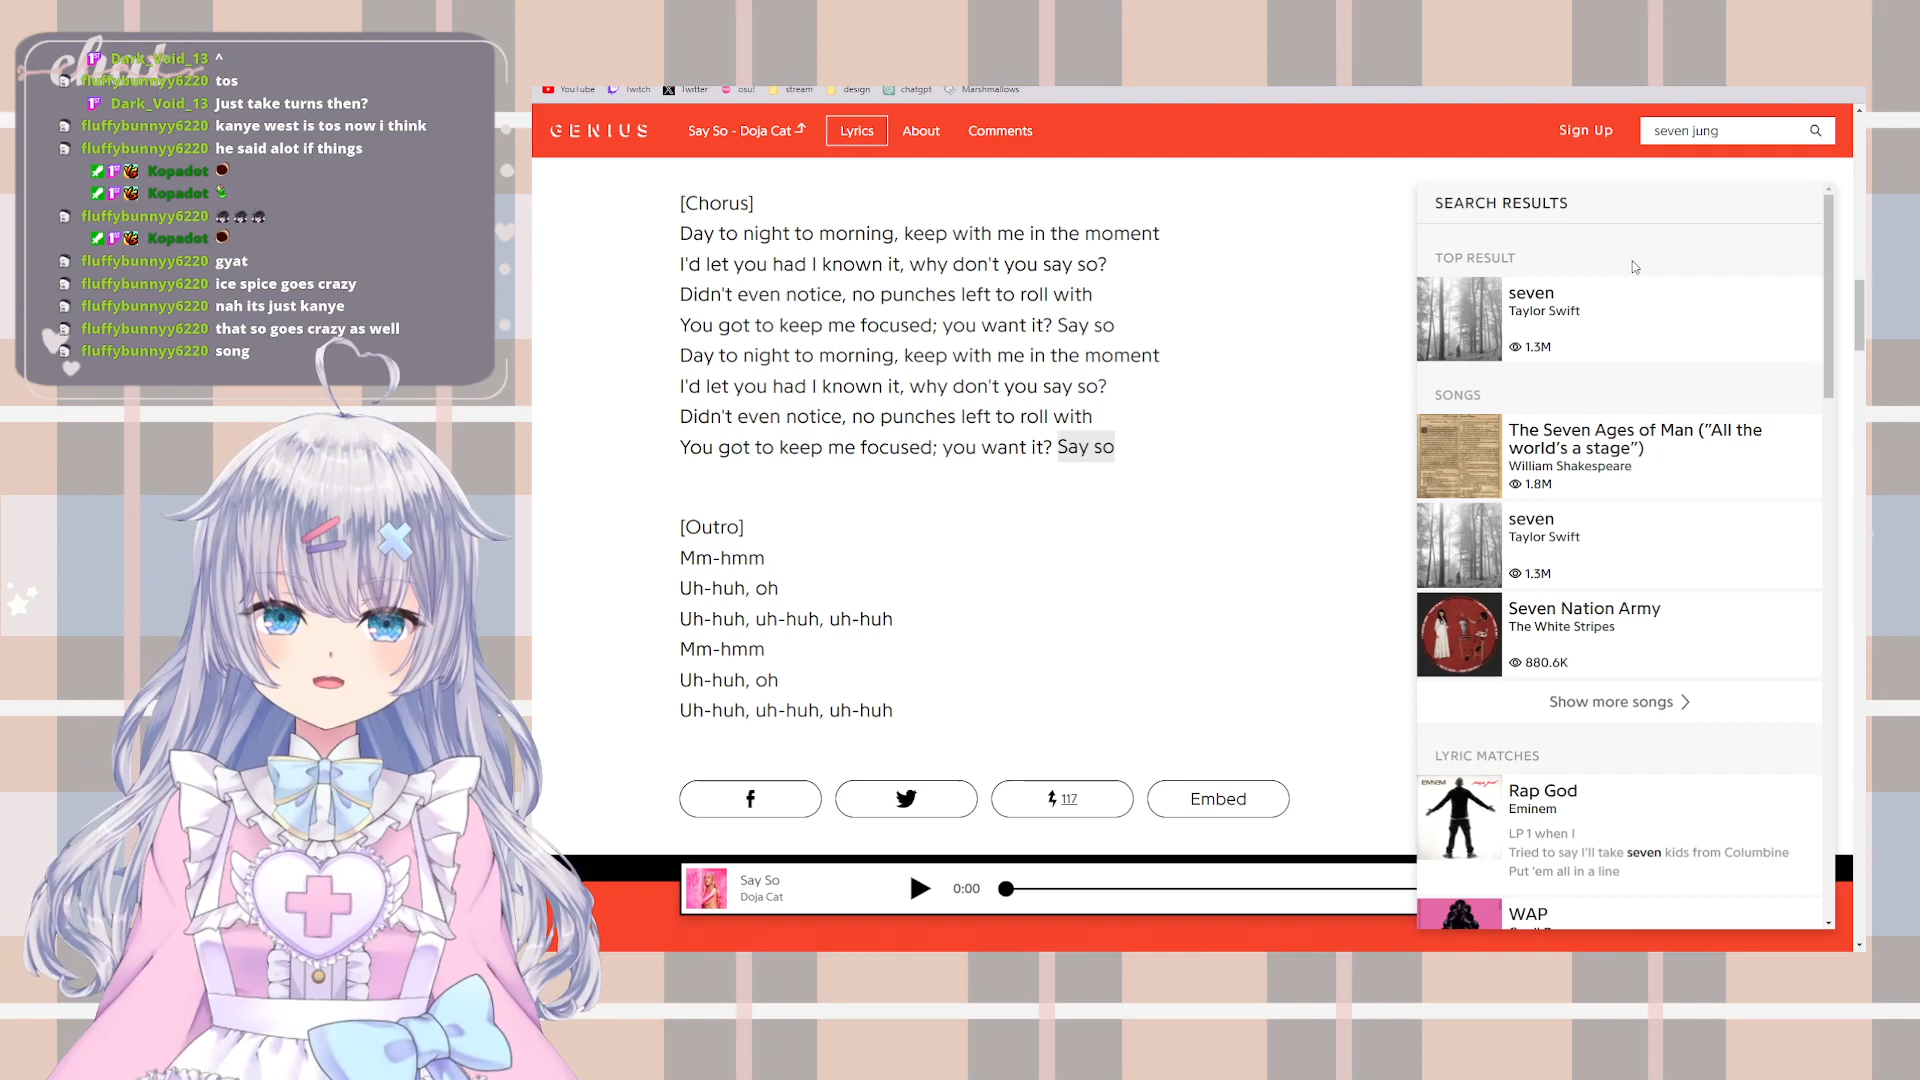 chat
Dark_Void_13 ^
fluffybunnyy6220 tos
Dark_Void_13 Just take turns then?
fluffybunnyy6220 kanye west is tos now i think
fluffybunnyy6220 he said alot if things
Kopadot
Kopadot
fluffybunnyy6220
Kopadot
fluffybunnyy6220 gyat
fluffybunnyy6220 ice spice goes crazy
fluffybunnyy6220 nah its just kanye
fluffybunnyy6220 that so goes crazy as well
fluffybunnyy6220 song
YouTube Twitch Twitter osu! stream design chatgpt Marshmallows
GENIUS Say So - Doja Cat Lyrics About Comments Sign Up seven jung
[Chorus]
Day to night to morning, keep with me in the moment
I'd let you had I known it, why don't you say so?
Didn't even notice, no punches left to roll with
You got to keep me focused; you want it? Say so
Day to night to morning, keep with me in the moment
I'd let you had I known it, why don't you say so?
Didn't even notice, no punches left to roll with
You got to keep me focused; you want it? Say so
[Outro]
Mm-hmm
Uh-huh, oh
Uh-huh, uh-huh, uh-huh
Mm-hmm
Uh-huh, oh
Uh-huh, uh-huh, uh-huh
117
Embed
Say So
Doja Cat
0:00
SEARCH RESULTS
TOP RESULT
seven
Taylor Swift
1.3M
SONGS
The Seven Ages of Man ("All the
world's a stage")
William Shakespeare
1.8M
seven
Taylor Swift
1.3M
Seven Nation Army
The White Stripes
880.6K
Show more songs
LYRIC MATCHES
EMINEM
Rap God
Eminem
LP 1 when I
Tried to say I'll take seven kids from Columbine
Put 'em all in a line
WAP